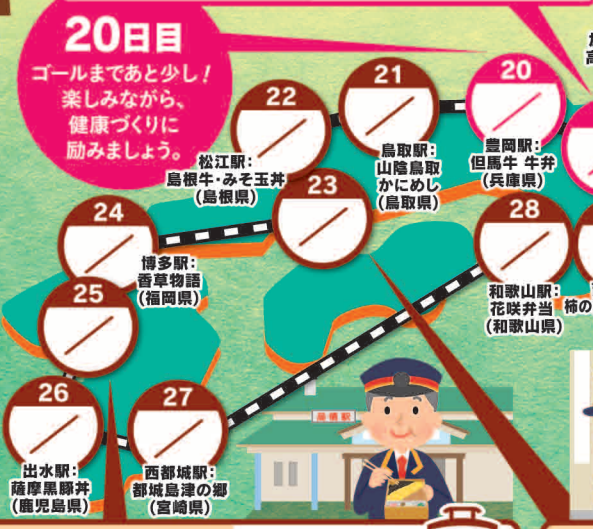 20日目
ゴールまであと少し!
楽しみながら、
健康づくりに
励みましょう。
20
豊岡駅:
但馬牛 牛弁
(兵庫県)
21
鳥取駅:
山陰鳥取
かにめし
(鳥取県)
22
松江駅:
島根牛・みそ玉丼
(島根県)
23
24
博多駅:
香草物語
(福岡県)
25
26
出水駅:
薩摩黒豚丼
(鹿児島県)
27
西都城駅:
都城島津の郷
(宮崎県)
28
和歌山駅:
花咲弁当
(和歌山県)
柿の